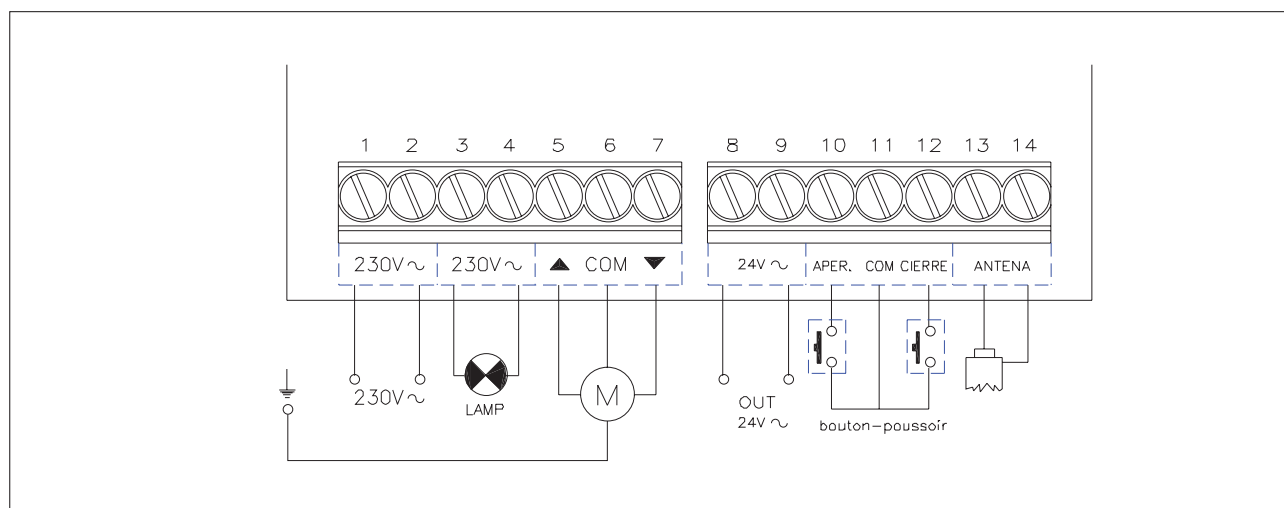 1 2 3 4 5 6 7 8 9 10 11 12 13 14
230V~ 230V~ ▲ COM ▼ 24V~ APER. COM CIERRE ANTENA
230V~ LAMP M OUT
24V~ bouton-poussoir